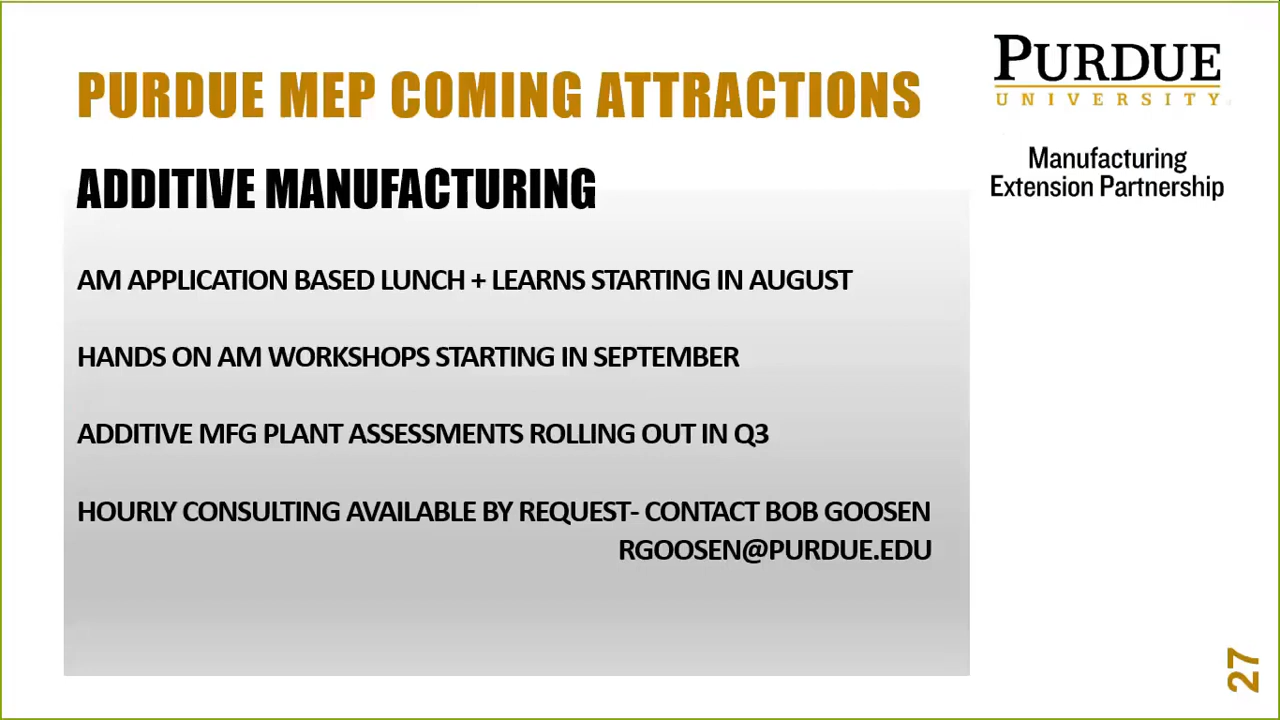 PURDUE MEP COMING ATTRACTIONS
PURDUE
UNIVERSITY
Manufacturing
Extension Partnership
ADDITIVE MANUFACTURING
AM APPLICATION BASED LUNCH + LEARNS STARTING IN AUGUST
HANDS ON AM WORKSHOPS STARTING IN SEPTEMBER
ADDITIVE MFG PLANT ASSESSMENTS ROLLING OUT IN Q3
HOURLY CONSULTING AVAILABLE BY REQUEST- CONTACT BOB GOOSEN
RGOOSEN@PURDUE.EDU
27